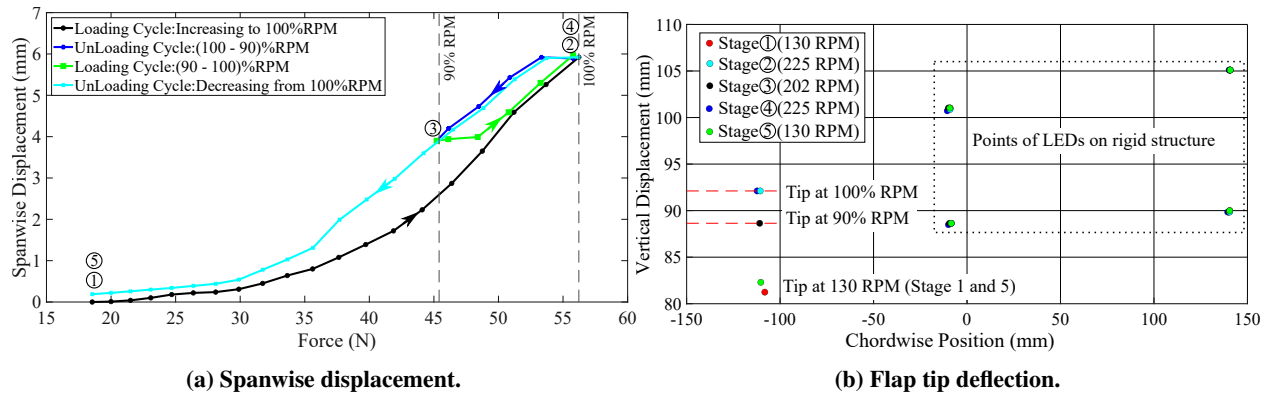 Loading Cycle:Increasing to 100%RPM
UnLoading Cycle:(100 - 90)%RPM
Loading Cycle:(90 - 100)%RPM
UnLoading Cycle:Decreasing from 100%RPM
90% RPM
100% RPM
④
②
③
⑤
①
7
6
5
4
3
2
1
0
Spanwise Displacement (mm)
15 20 25 30 35 40 45 50 55 60
Force (N)
(a) Spanwise displacement.
Stage①(130 RPM)
Stage②(225 RPM)
Stage③(202 RPM)
Stage④(225 RPM)
Stage⑤(130 RPM)
Points of LEDs on rigid structure
Tip at 100% RPM
Tip at 90% RPM
Tip at 130 RPM (Stage 1 and 5)
110
105
100
95
90
85
80
Vertical Displacement (mm)
-150 -100 -50 0 50 100 150
Chordwise Position (mm)
(b) Flap tip deflection.